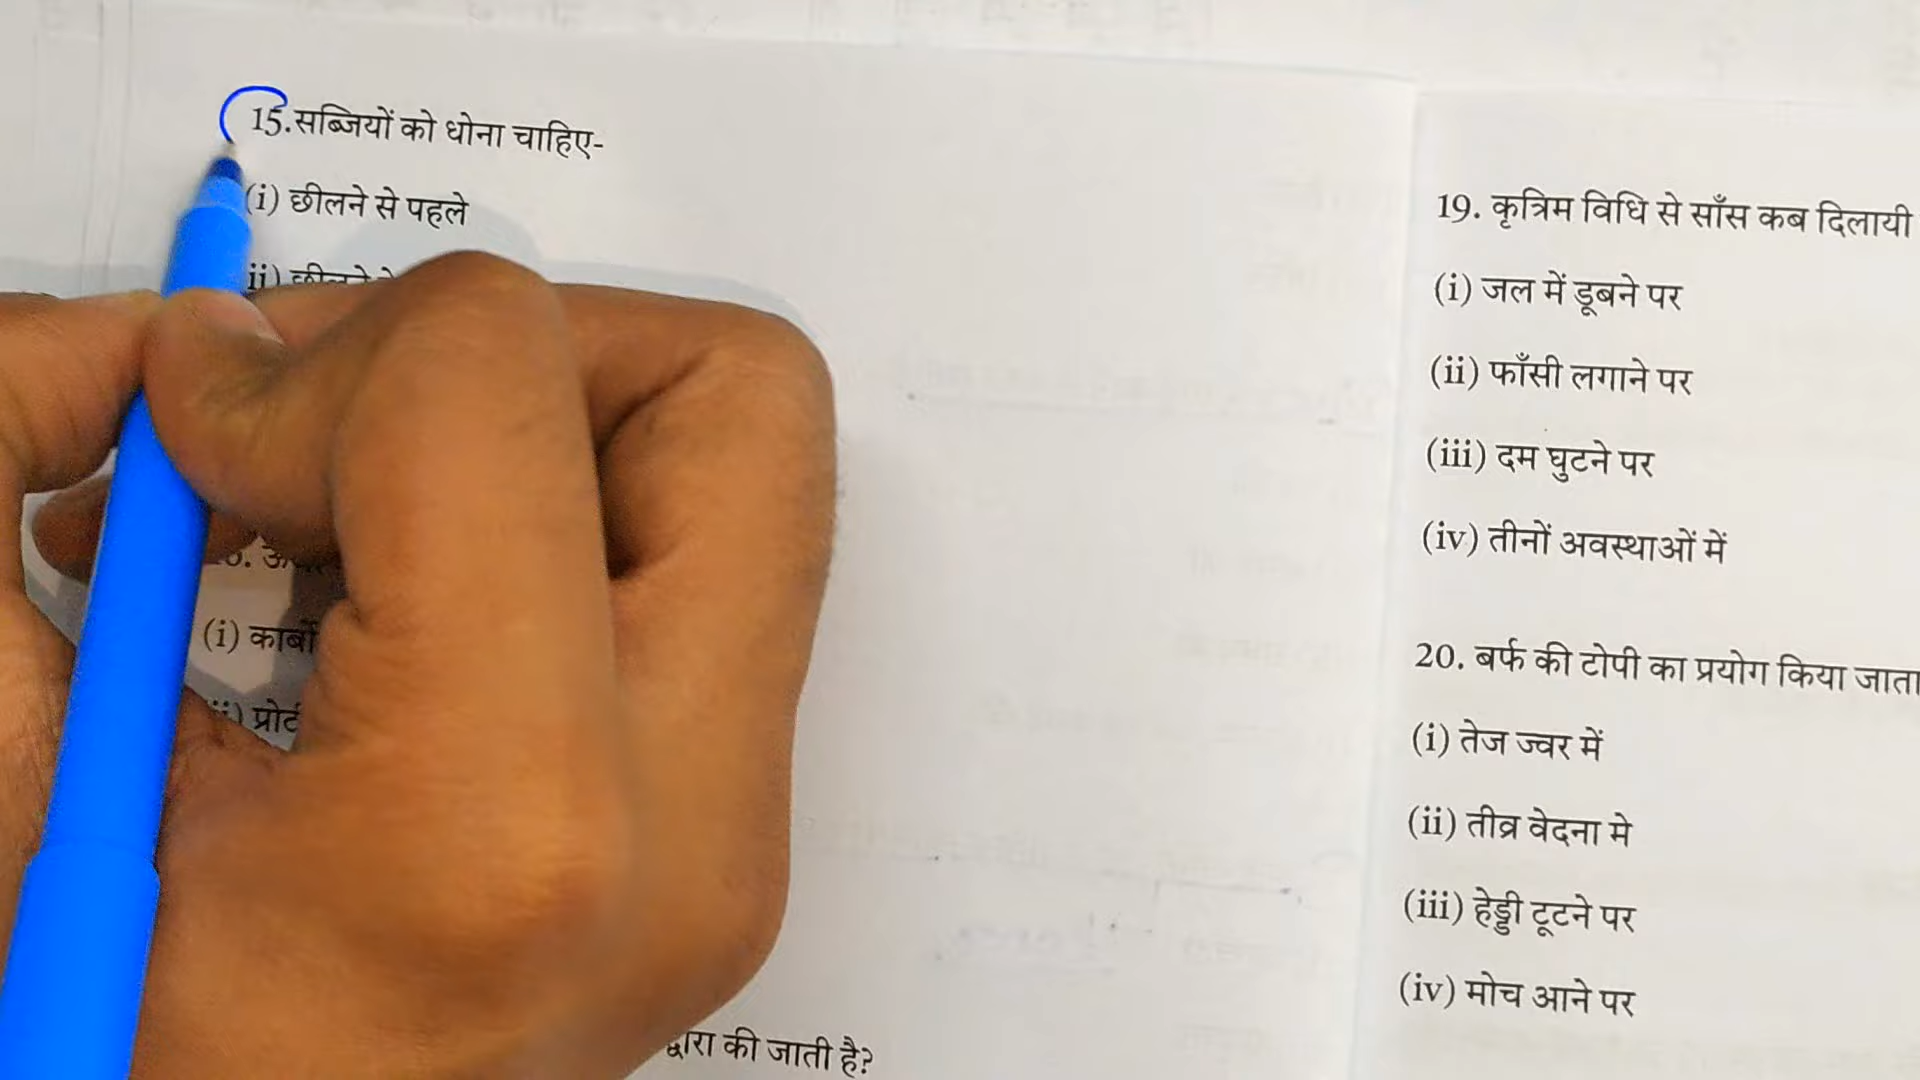 15.सब्जियों को धोना चाहिए-
(i) छीलने से पहले
(i)
द्वारा की जाती है?
19. कृत्रिम विधि से साँस कब दिलायी
(i) जल में डूबने पर
(ii) फाँसी लगाने पर
(iii) दम घुटने पर
(iv) तीनों अवस्थाओं में
20. बर्फ की टोपी का प्रयोग किया जाता
(i) तेज ज्वर में
(ii) तीव्र वेदना मे
(iii) हेड्डी टूटने पर
(iv) मोच आने पर